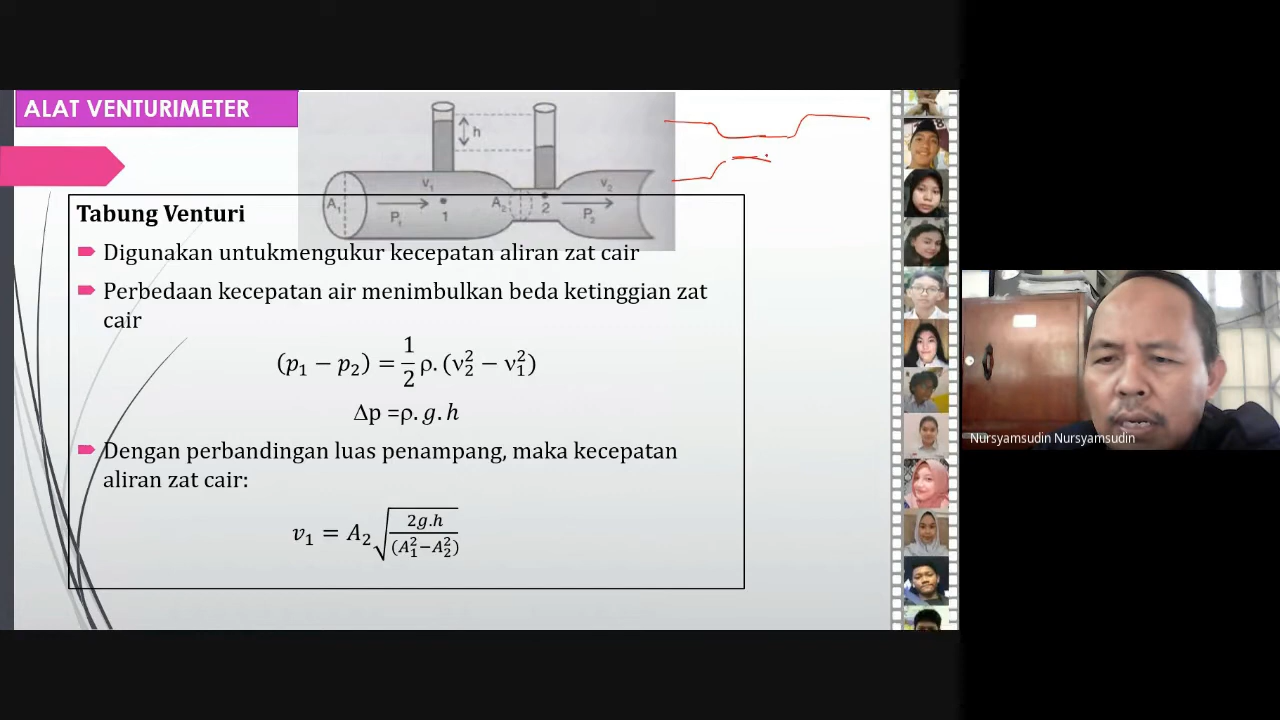 ALAT VENTURIMETER
h
v₁
v₂
A₁
A₂
2
P₁
1
P₂
Tabung Venturi
Digunakan untukmengukur kecepatan aliran zat cair
Perbedaan kecepatan air menimbulkan beda ketinggian zat
cair
(p₁ − p₂) = 1/2 ρ. (v₂² − v₁²)
Δp =ρ. g. h
Dengan perbandingan luas penampang, maka kecepatan
aliran zat cair:
v₁ = A₂ √(2g.h / (A₁²−A₂²))
Nursyamsudin Nursyamsudin